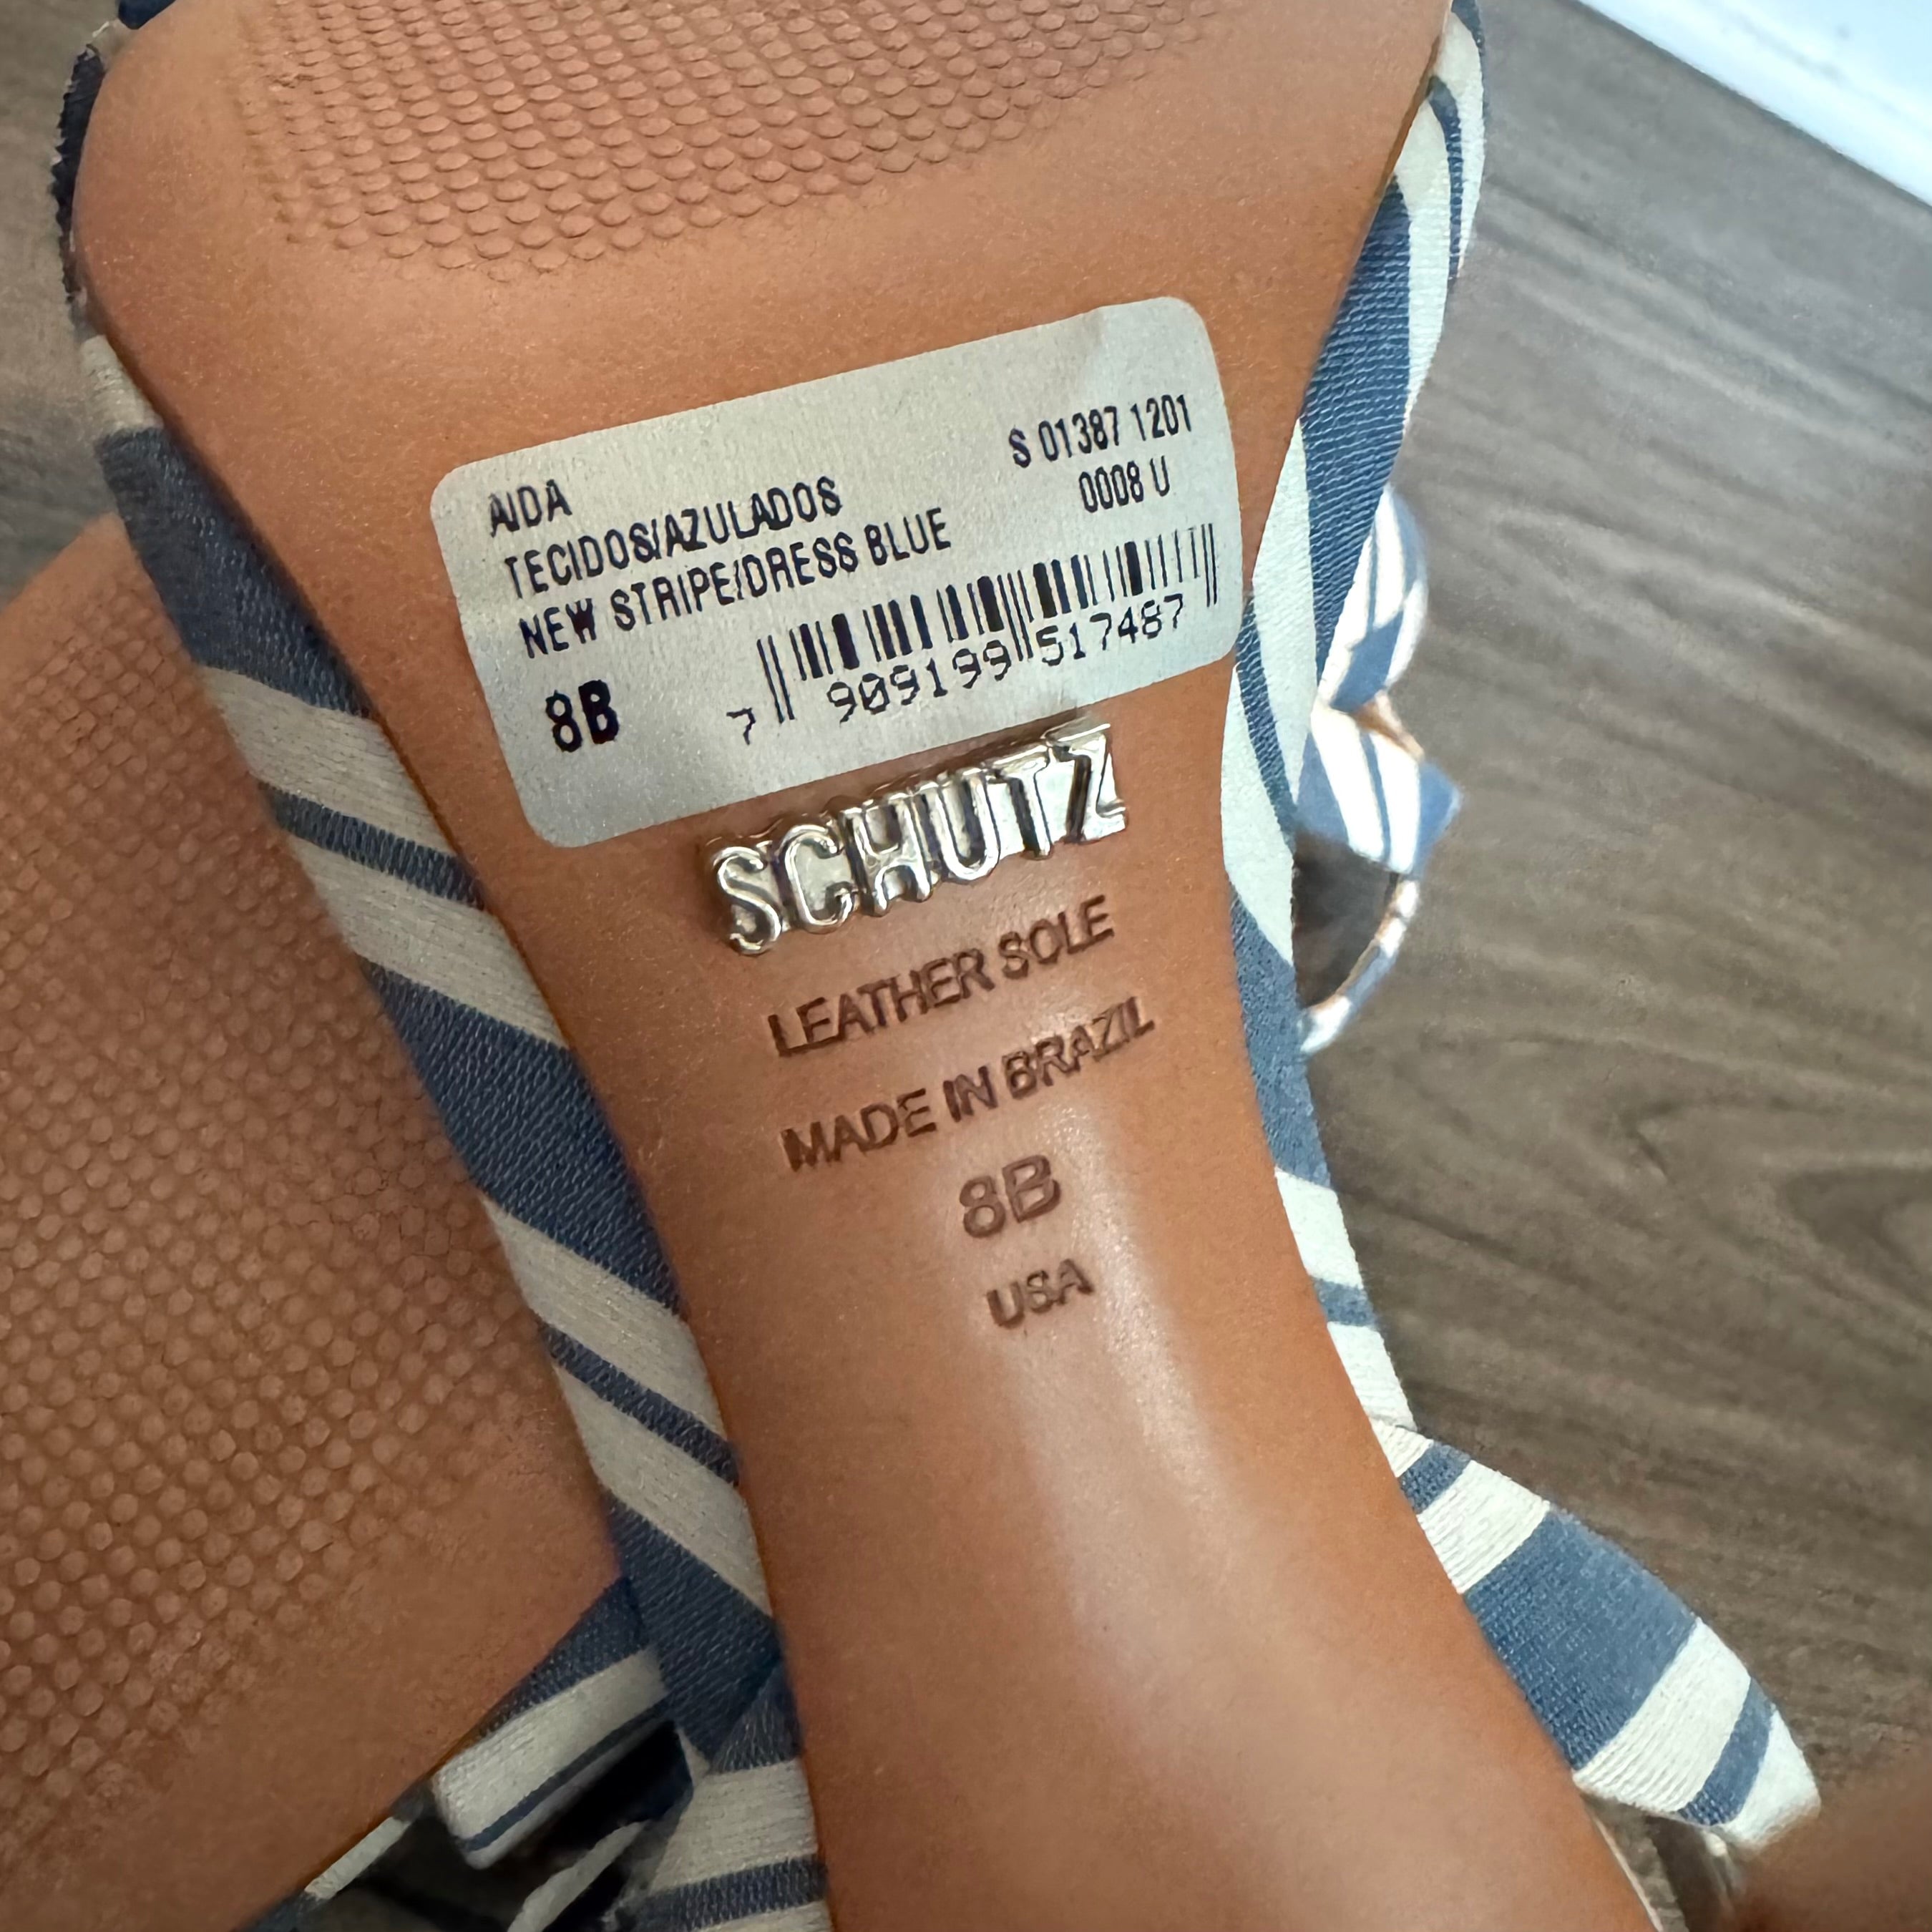 AIDA
S 01387 1201
TECIDOS/AZULADOS
0008 U
NEW STRIPE/DRESS BLUE
8B
7 909199 517487
SCHUTZ
LEATHER SOLE
MADE IN BRAZIL
8B
USA